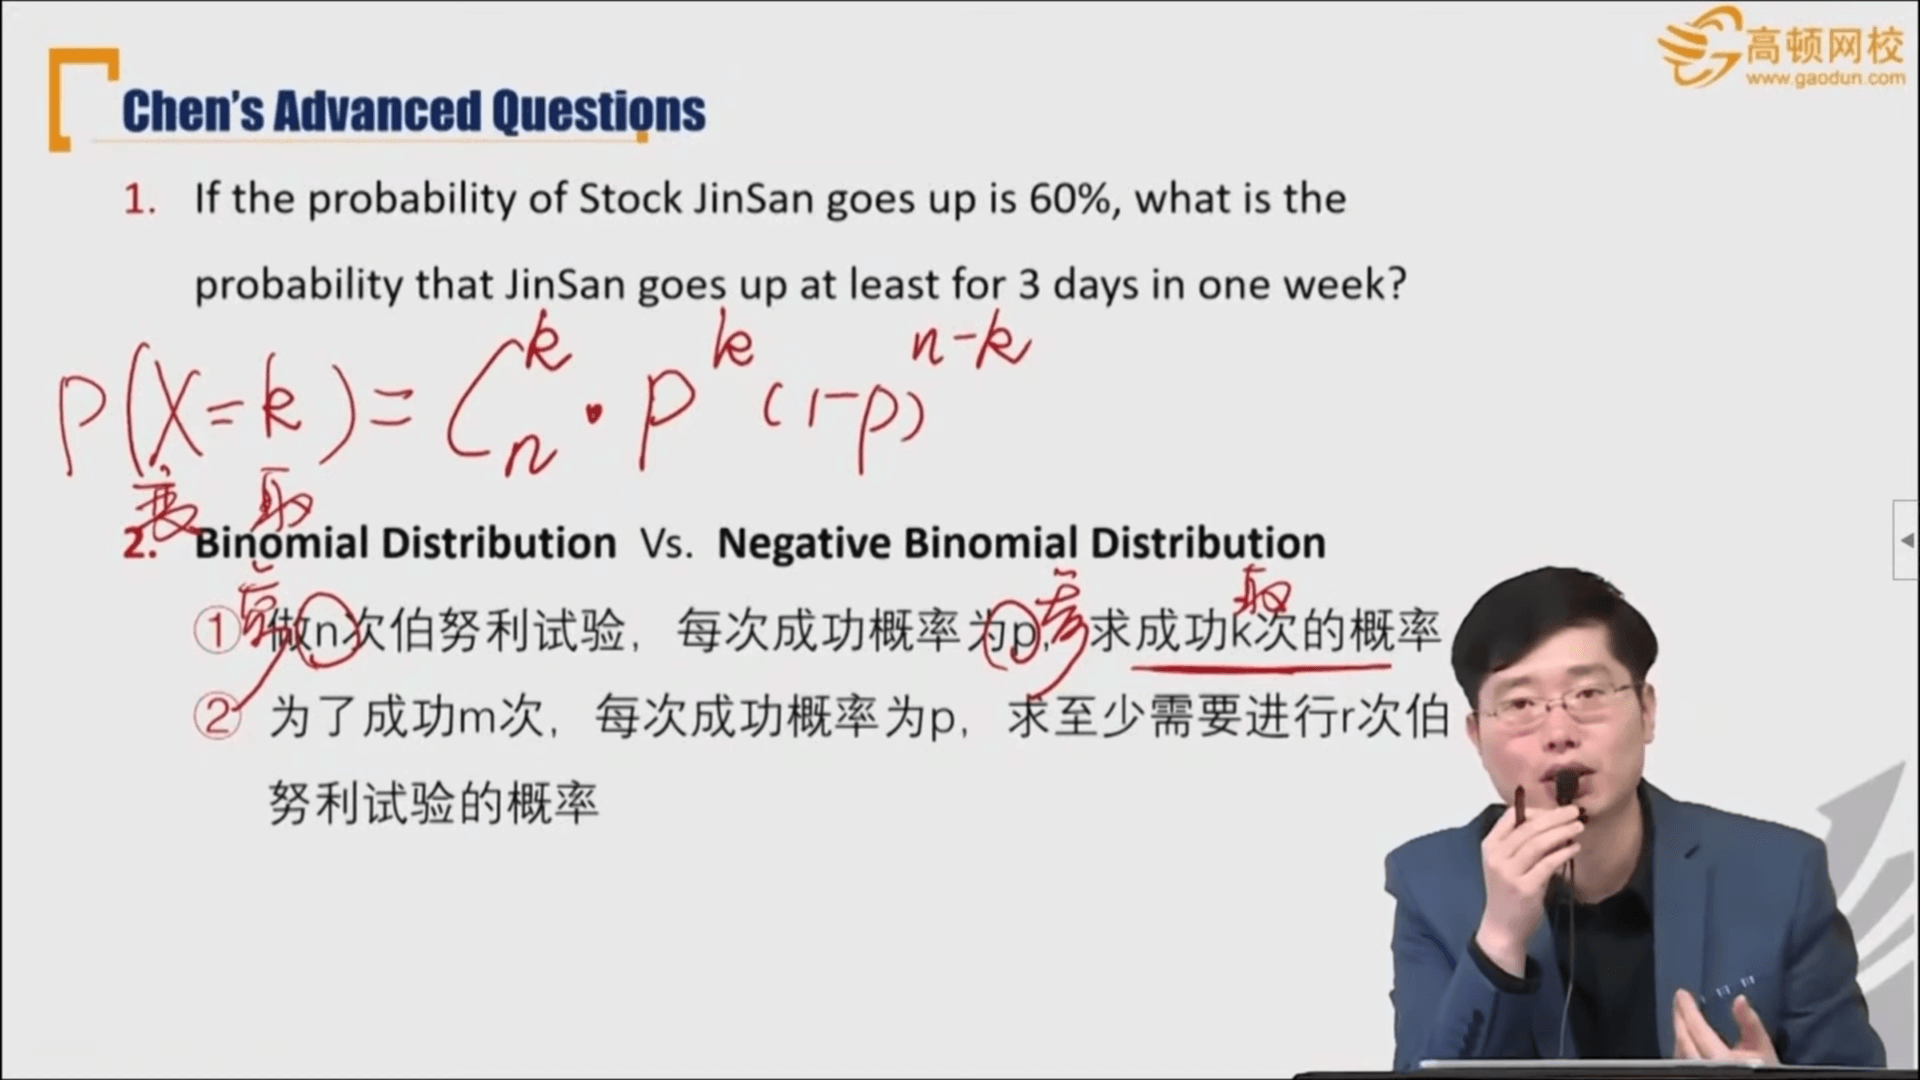 高顿网校
www.gaodun.com
Chen's Advanced Questions
1. If the probability of Stock JinSan goes up is 60%, what is the
probability that JinSan goes up at least for 3 days in one week?
P(X=k)=C_n^k · p^k (1-p)^{n-k}
变 取
2. Binomial Distribution Vs. Negative Binomial Distribution
常 常 取
① 做n次伯努利试验，每次成功概率为p，求成功k次的概率
② 为了成功m次，每次成功概率为p，求至少需要进行r次伯
努利试验的概率